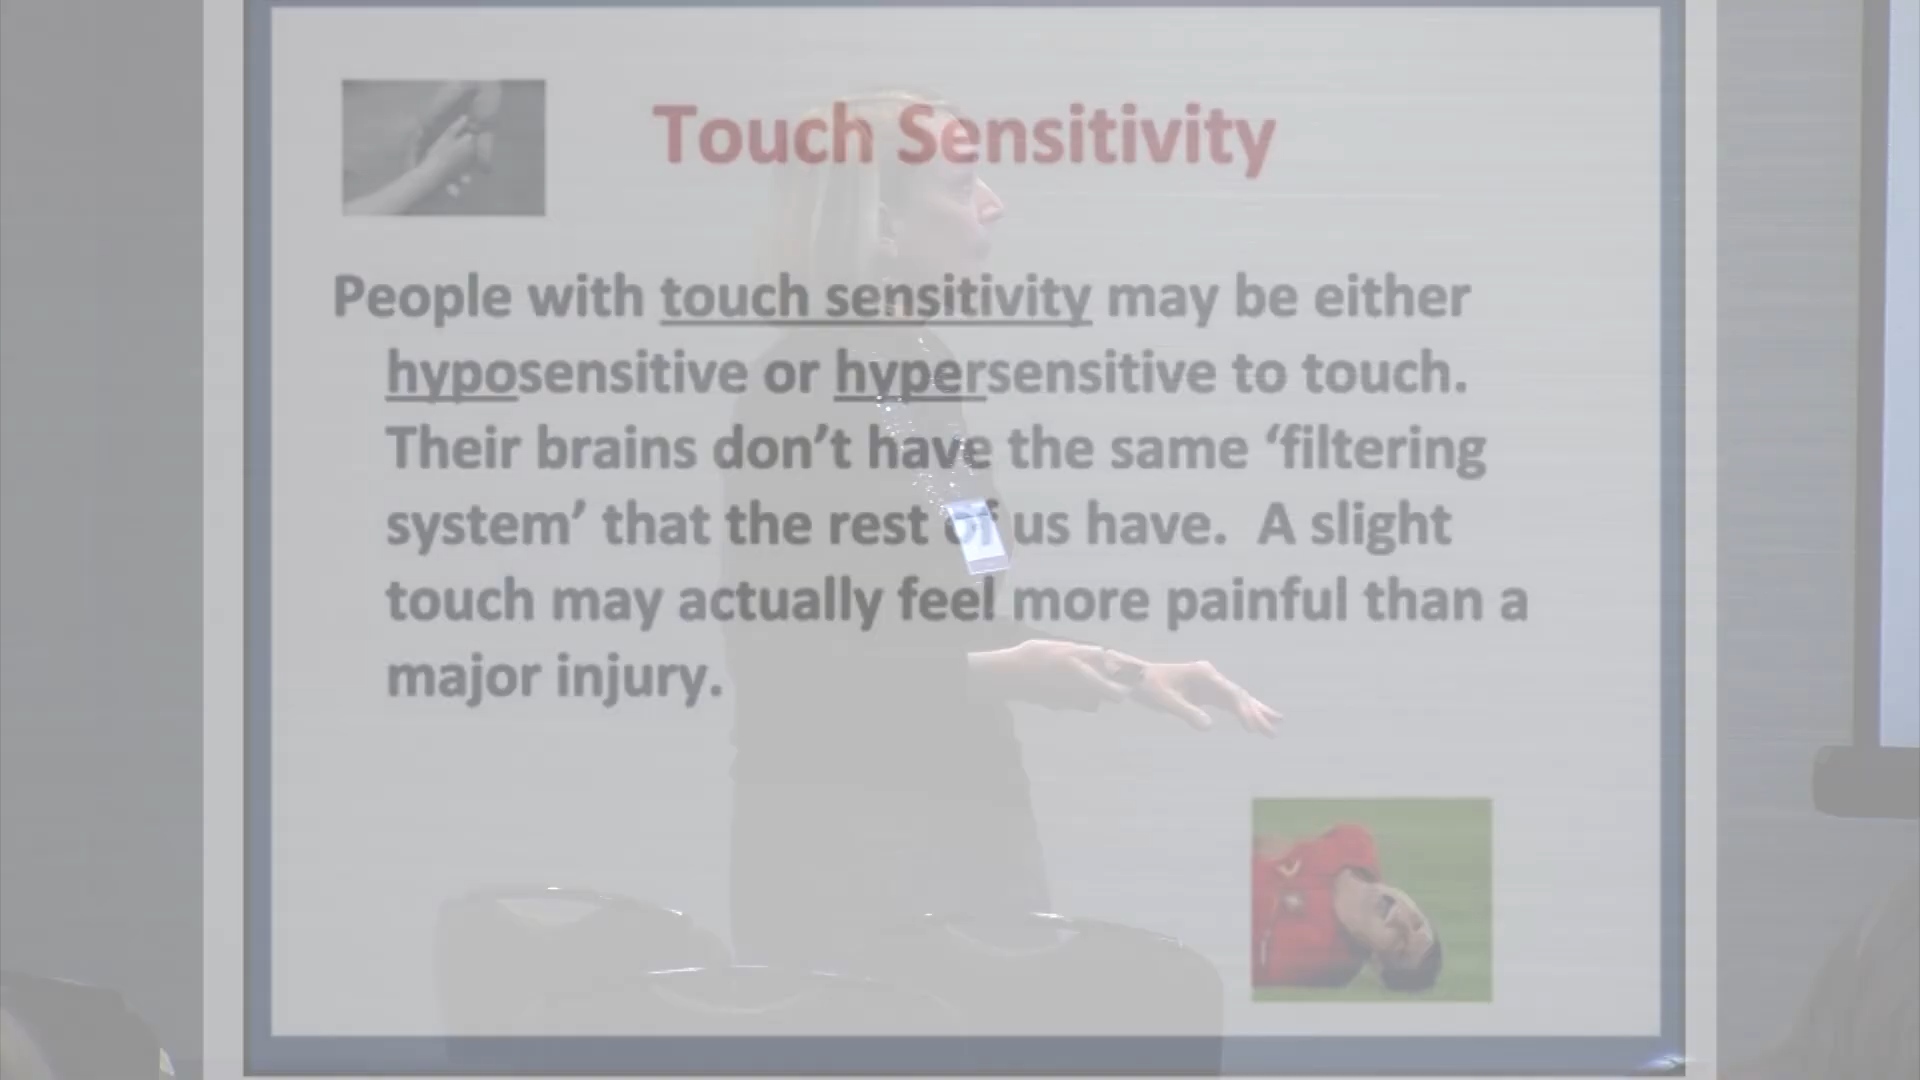 Touch Sensitivity
People with touch sensitivity may be either
hyposensitive or hypersensitive to touch.
Their brains don’t have the same ‘filtering
system’ that the rest of us have.  A slight
touch may actually feel more painful than a
major injury.